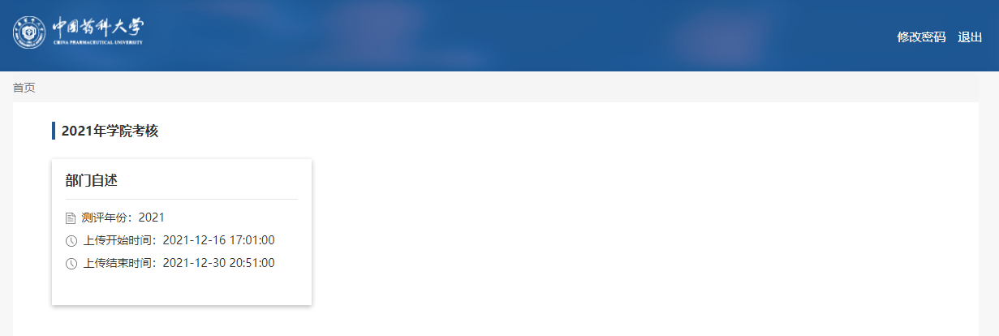 中国药科大学
CHINA PHARMACEUTICAL UNIVERSITY
修改密码 退出
首页
2021年学院考核
部门自述
测评年份：2021
上传开始时间：2021-12-16 17:01:00
上传结束时间：2021-12-30 20:51:00